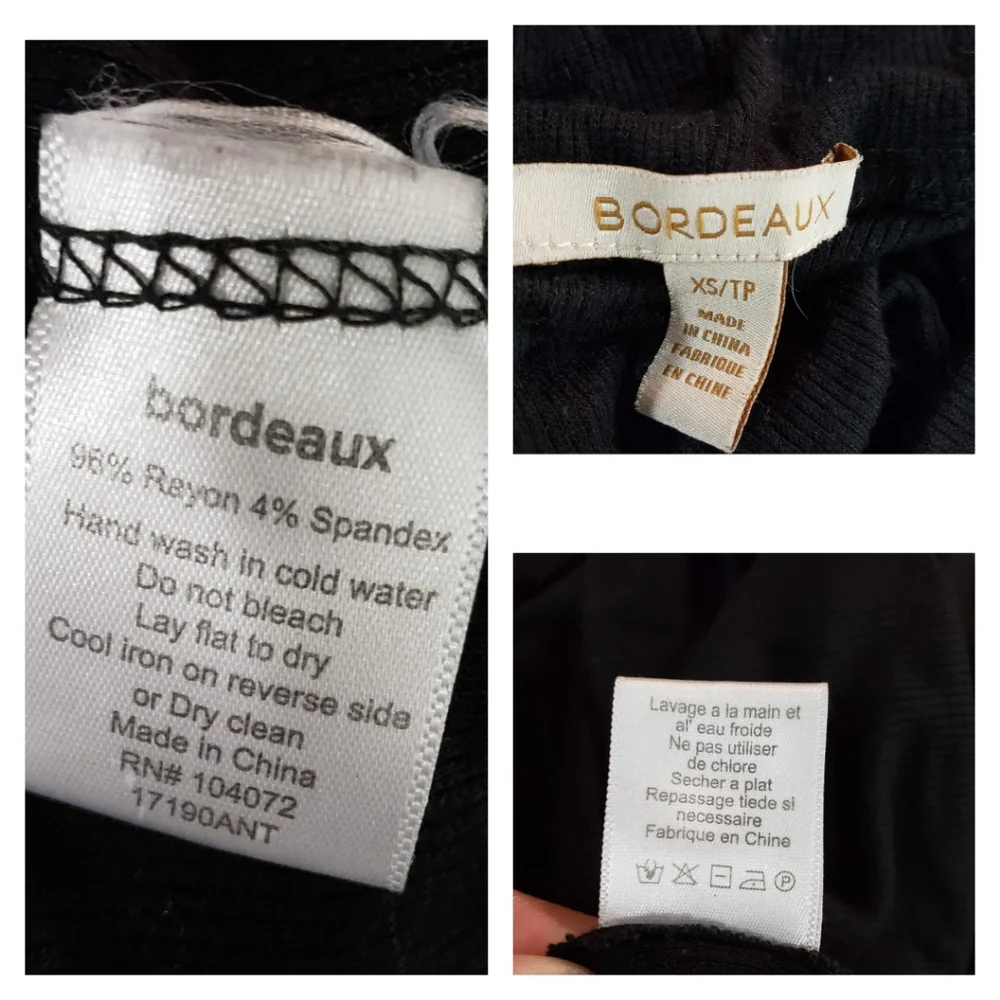 bordeaux
96% Rayon 4% Spandex
Hand wash in cold water
Do not bleach
Lay flat to dry
Cool iron on reverse side
or Dry clean
Made in China
RN# 104072
17190ANT
BORDEAUX
XS/TP
MADE
IN CHINA
FABRIQUE
EN CHINE
Lavage a la main et
al' eau froide
Ne pas utiliser
de chlore
Secher a plat
Repassage tiede si
necessaire
Fabrique en Chine
P